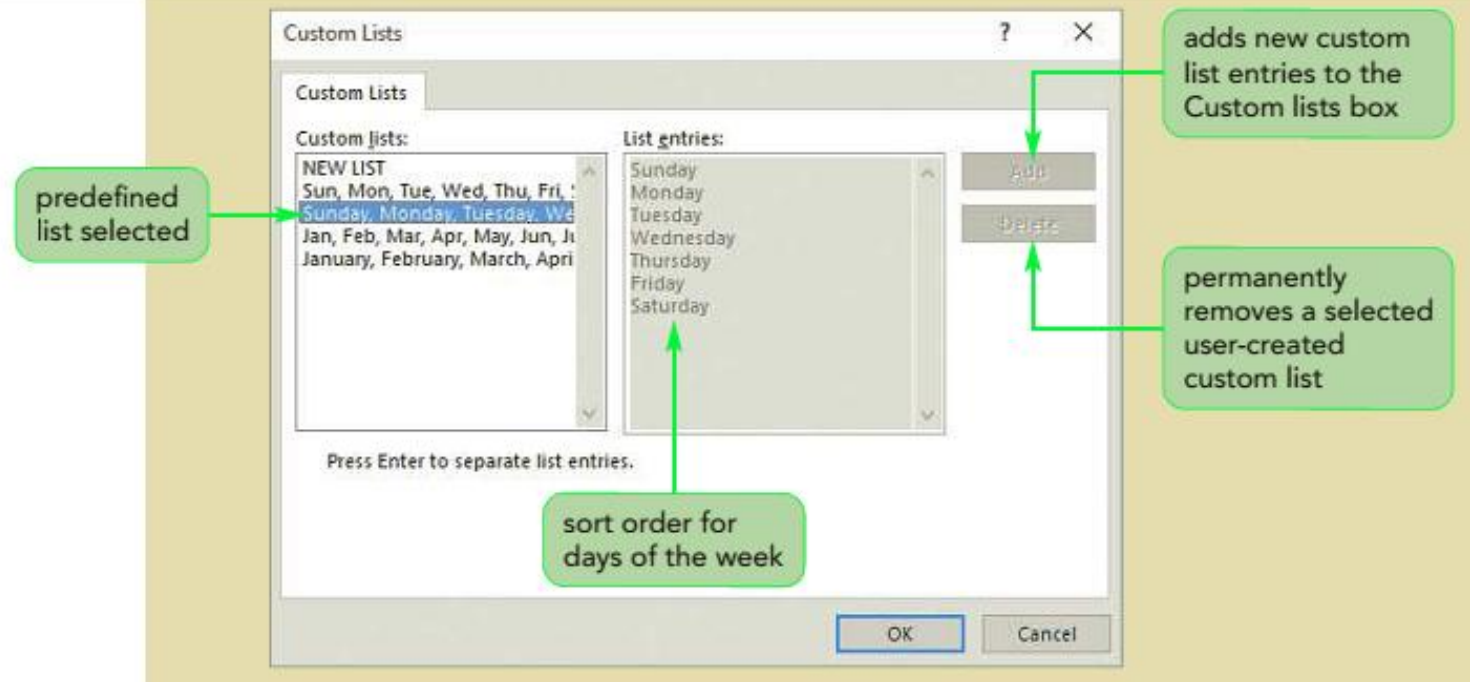 Custom Lists
? ×
Custom Lists
Custom lists:
NEW LIST
Sun, Mon, Tue, Wed, Thu, Fri, S
Sunday, Monday, Tuesday, We
Jan, Feb, Mar, Apr, May, Jun, Ju
January, February, March, Apri
List entries:
Sunday
Monday
Tuesday
Wednesday
Thursday
Friday
Saturday
Add
Delete
Press Enter to separate list entries.
OK
Cancel
predefined
list selected
adds new custom
list entries to the
Custom lists box
permanently
removes a selected
user-created
custom list
sort order for
days of the week